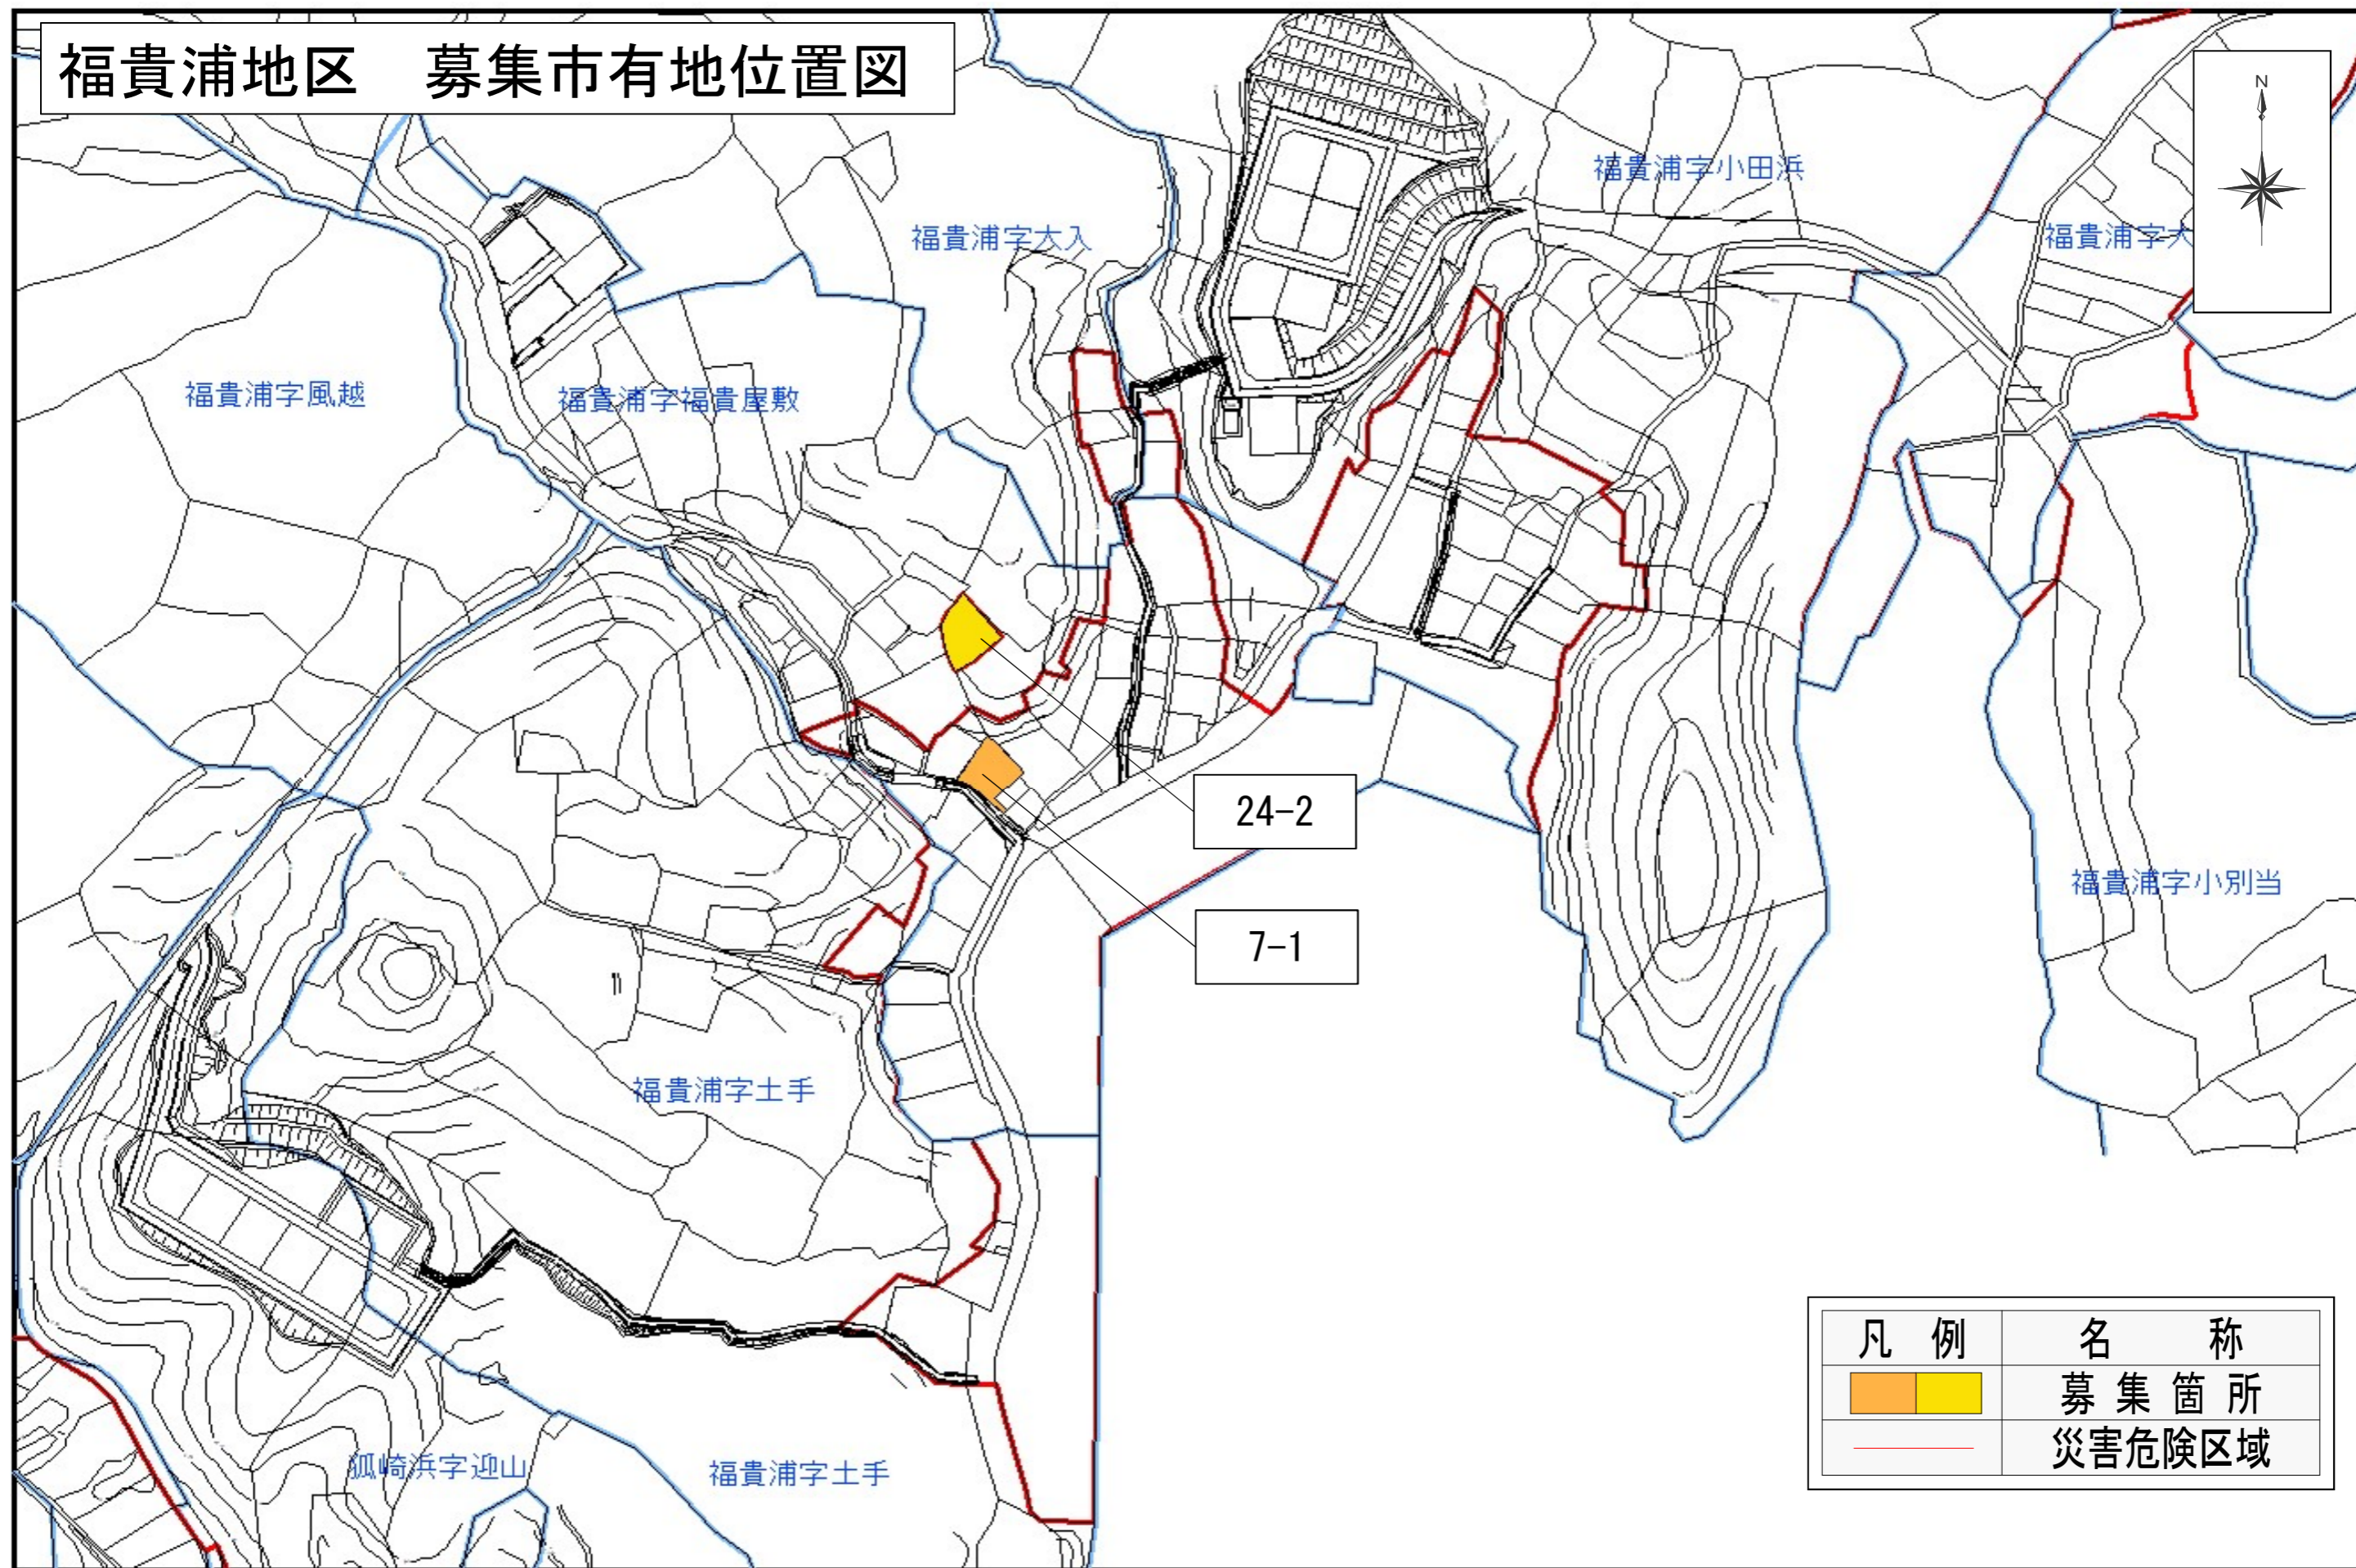 福貴浦地区　募集市有地位置図
N
福貴浦字小田浜
福貴浦字大入
福貴浦字大
福貴浦字風越
福貴浦字福貴屋敷
24-2
福貴浦字小別当
7-1
福貴浦字土手
凡　例　名　称
募集箇所
災害危険区域
狐崎浜字迎山
福貴浦字土手